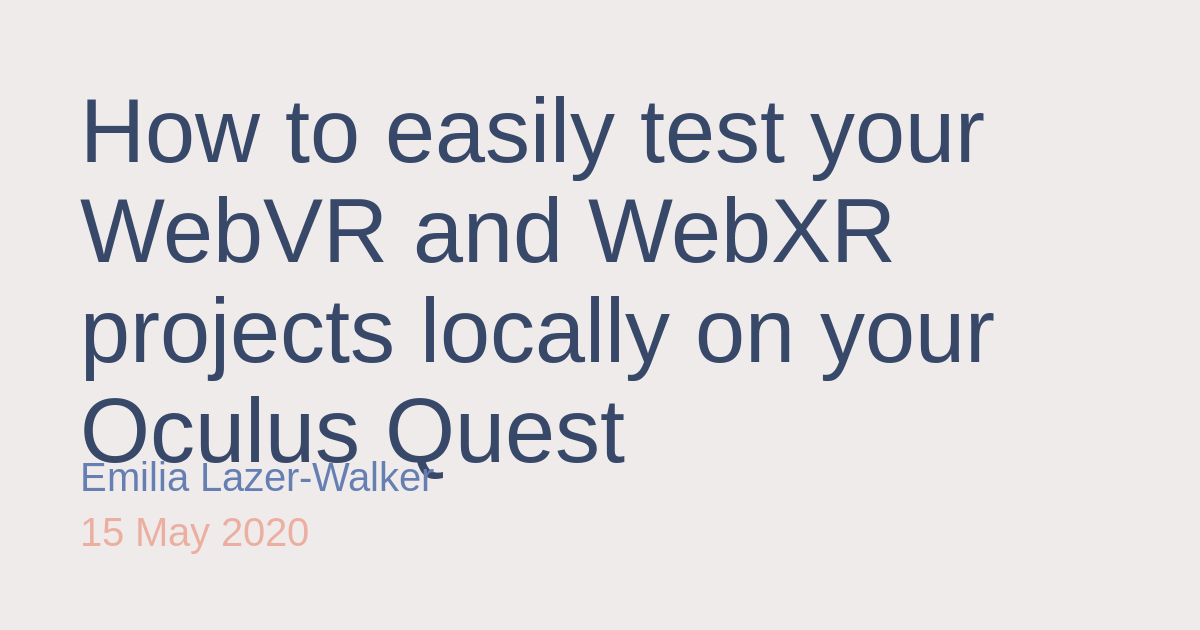 How to easily test your
WebVR and WebXR
projects locally on your
Oculus Quest
Emilia Lazer-Walker
15 May 2020